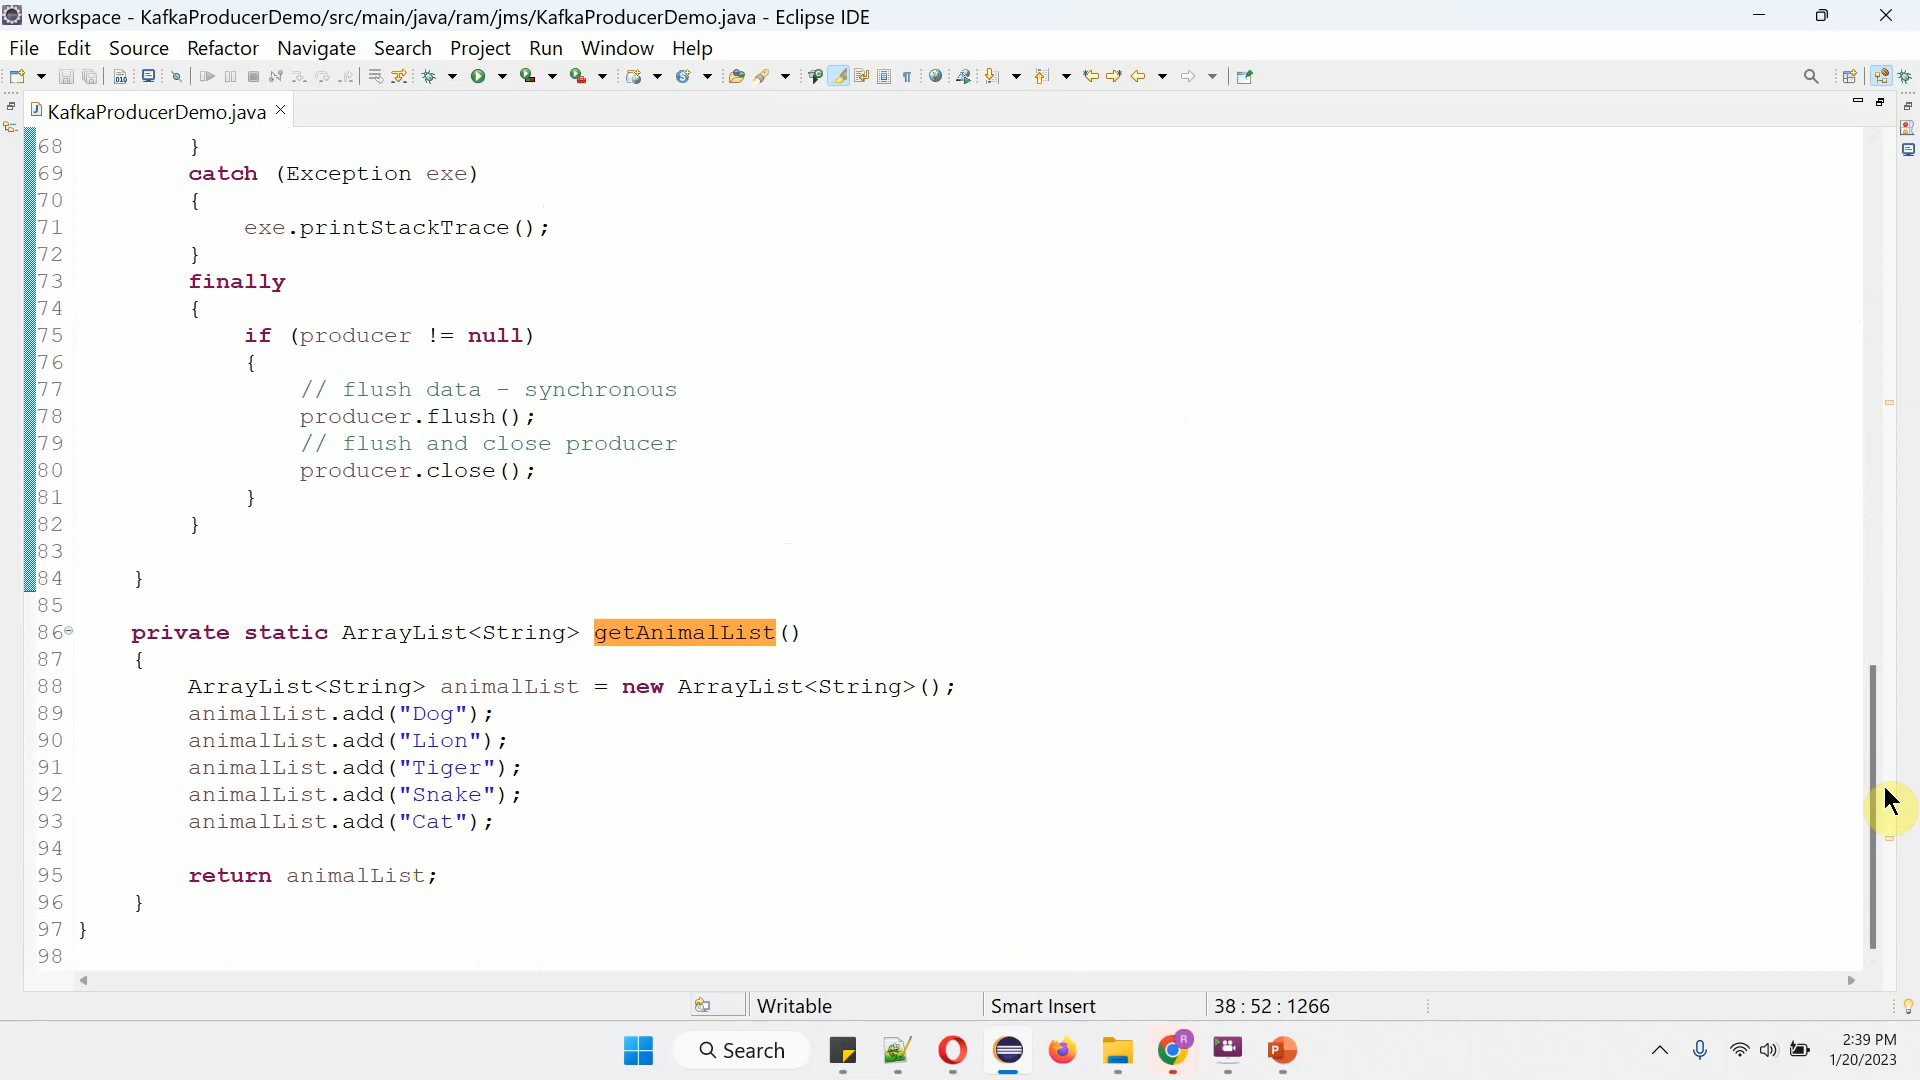 workspace - KafkaProducerDemo/src/main/java/ram/jms/KafkaProducerDemo.java - Eclipse IDE
File Edit Source Refactor Navigate Search Project Run Window Help
KafkaProducerDemo.java
68 }
69 catch (Exception exe)
70 {
71 exe.printStackTrace();
72 }
73 finally
74 {
75 if (producer != null)
76 {
77 // flush data - synchronous
78 producer.flush();
79 // flush and close producer
80 producer.close();
81 }
82 }
83
84 }
85
86 private static ArrayList<String> getAnimalList()
87 {
88 ArrayList<String> animalList = new ArrayList<String>();
89 animalList.add("Dog");
90 animalList.add("Lion");
91 animalList.add("Tiger");
92 animalList.add("Snake");
93 animalList.add("Cat");
94
95 return animalList;
96 }
97 }
98
Writable Smart Insert 38 : 52 : 1266
Search
R
2:39 PM
1/20/2023